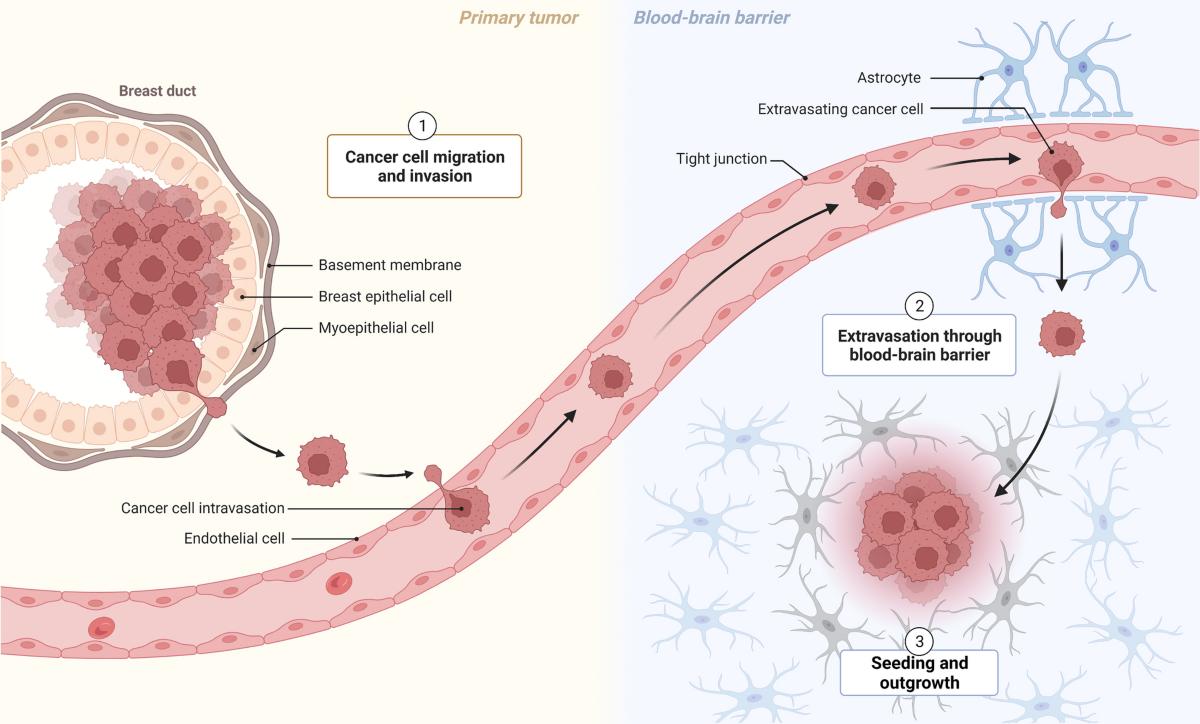 Primary tumor
Blood-brain barrier
Breast duct
1
Cancer cell migration
and invasion
Basement membrane
Breast epithelial cell
Myoepithelial cell
Cancer cell intravasation
Endothelial cell
Astrocyte
Extravasating cancer cell
Tight junction
2
Extravasation through
blood-brain barrier
3
Seeding and
outgrowth